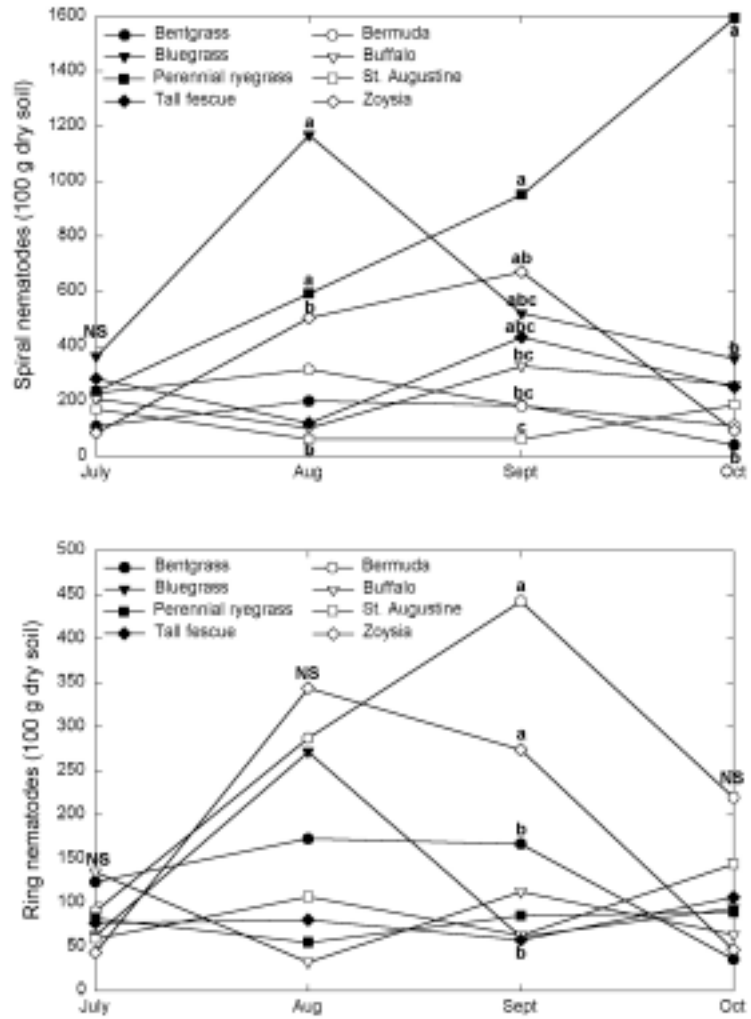 1600
1400
1200
1000
800
600
400
200
0
Spiral nematodes (100 g dry soil)
Bentgrass Bermuda
Bluegrass Buffalo
Perennial ryegrass St. Augustine
Tall fescue Zoysia
NS
a
a
b
b
a
ab
abc
abc
bc
bc
c
a
b
b
July Aug Sept Oct
500
450
400
350
300
250
200
150
100
50
0
Ring nematodes (100 g dry soil)
Bentgrass Bermuda
Bluegrass Buffalo
Perennial ryegrass St. Augustine
Tall fescue Zoysia
NS
NS
a
a
b
b
NS
July Aug Sept Oct